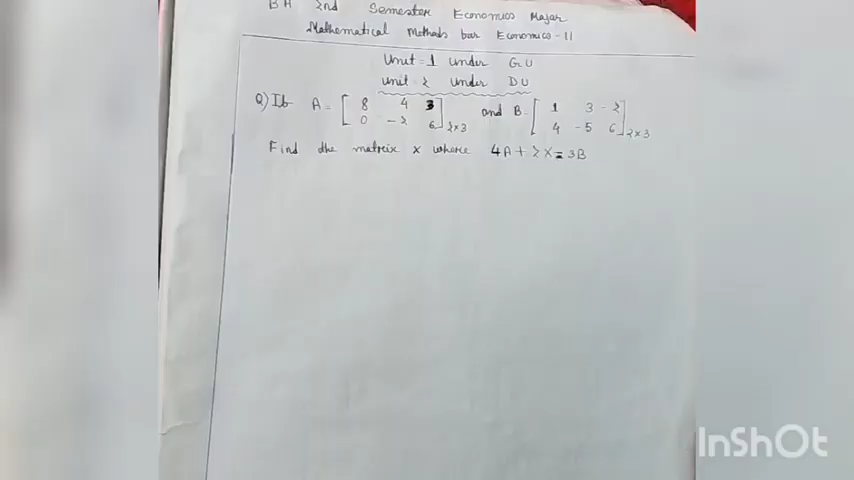 BA 2nd Semester Economics Major
Mathematical Methods for Economics - II
Unit = 1 under GU
unit = 2 under DU
Q) If A = [ 8 4 3 and B = [ 1 3 -2
0 -2 6 ] 2×3 4 -5 6 ] 2×3
Find the matreix x where 4A + 2X = 3B
InShOt